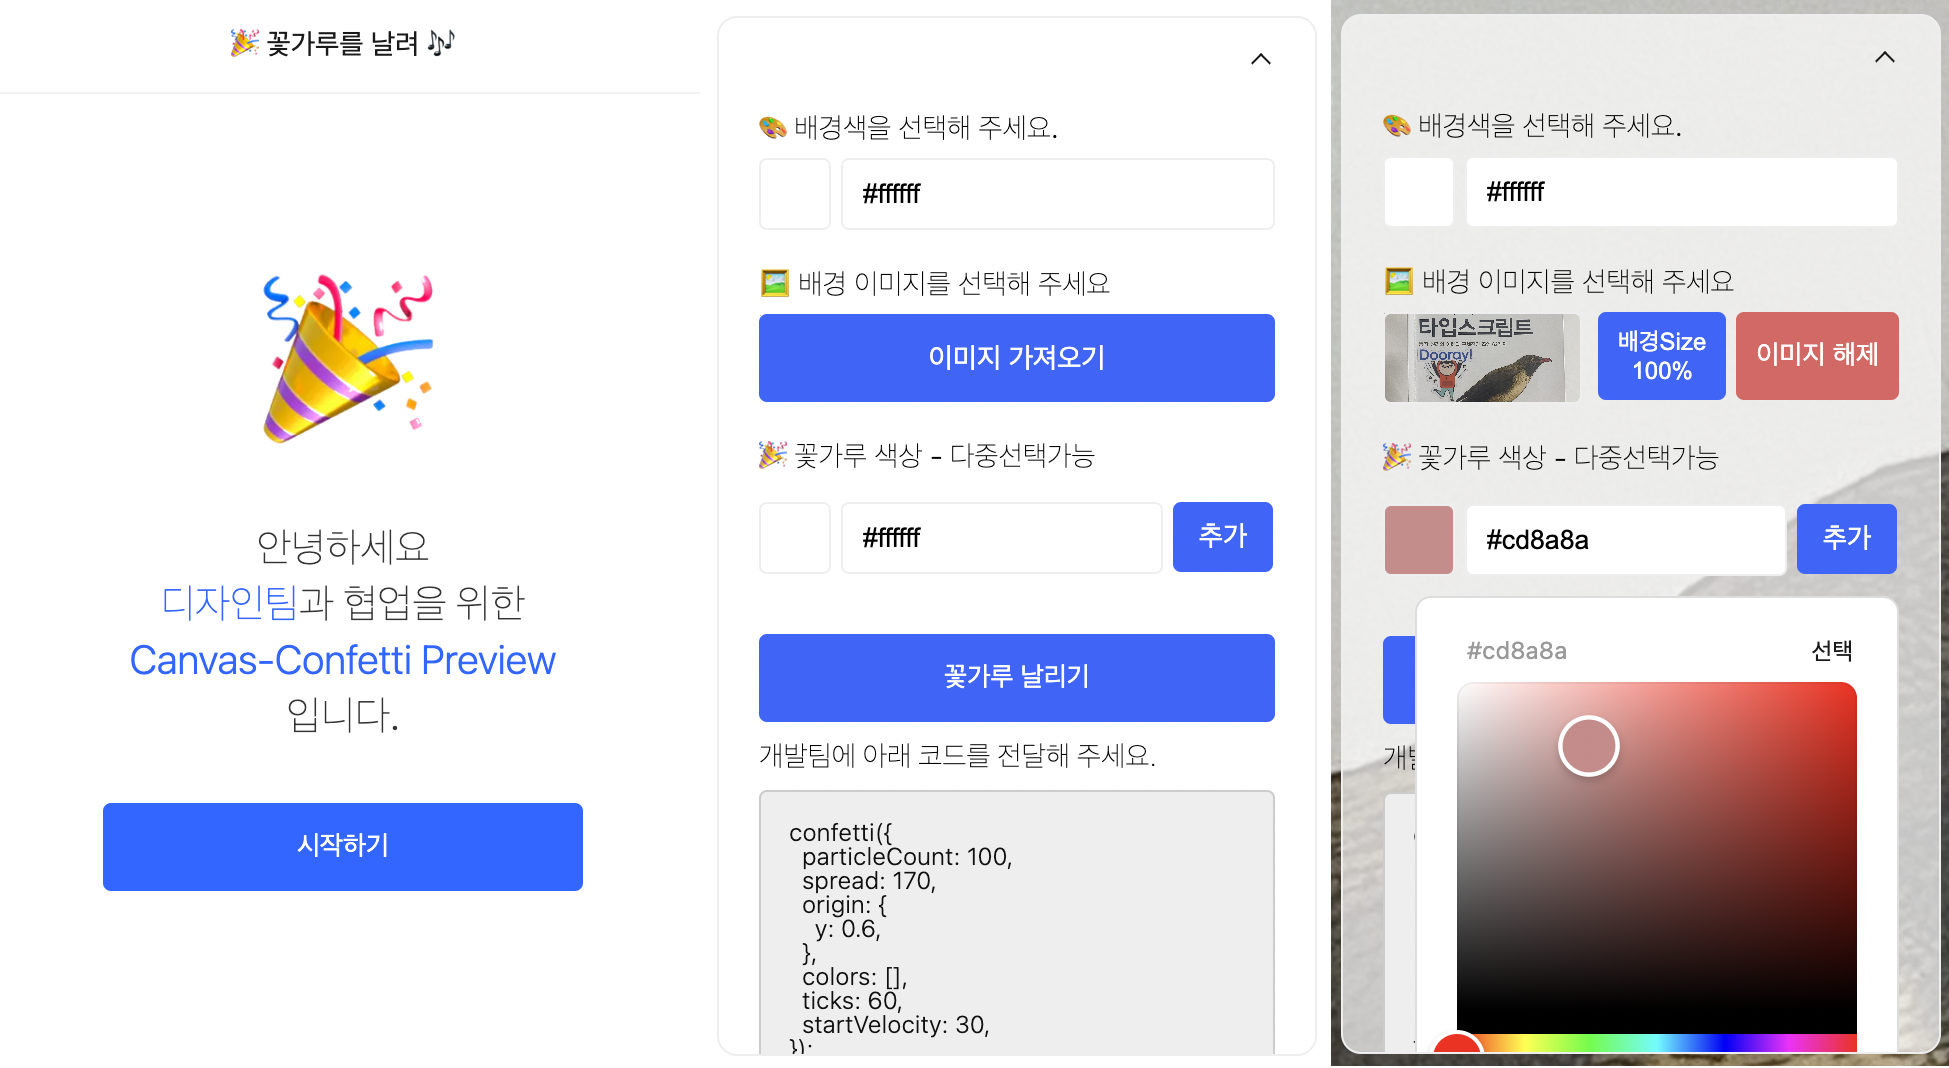 꽃가루를 날려
안녕하세요
디자인팀과 협업을 위한
Canvas-Confetti Preview
입니다.
시작하기
배경색을 선택해 주세요.
#ffffff
배경 이미지를 선택해 주세요
이미지 가져오기
꽃가루 색상 - 다중선택가능
#ffffff
추가
꽃가루 날리기
개발팀에 아래 코드를 전달해 주세요.
confetti({
particleCount: 100,
spread: 170,
origin: {
y: 0.6,
},
colors: [],
ticks: 60,
startVelocity: 30,
});
배경색을 선택해 주세요.
#ffffff
배경 이미지를 선택해 주세요
타입스크립트
Dooray!
배경Size
100%
이미지 해제
꽃가루 색상 - 다중선택가능
#cd8a8a
추가
#cd8a8a
선택